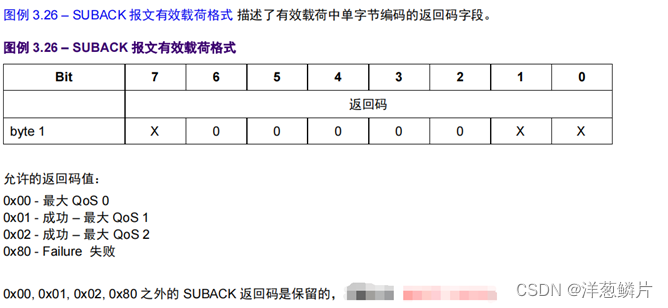 图例 3.26 – SUBACK 报文有效载荷格式 描述了有效载荷中单字节编码的返回码字段。
图例 3.26 – SUBACK 报文有效载荷格式
Bit 7 6 5 4 3 2 1 0
返回码
byte 1 X 0 0 0 0 0 X X
允许的返回码值：
0x00 - 最大 QoS 0
0x01 - 成功 – 最大 QoS 1
0x02 - 成功 – 最大 QoS 2
0x80 - Failure 失败
0x00, 0x01, 0x02, 0x80 之外的 SUBACK 返回码是保留的，
CSDN @洋葱鳞片